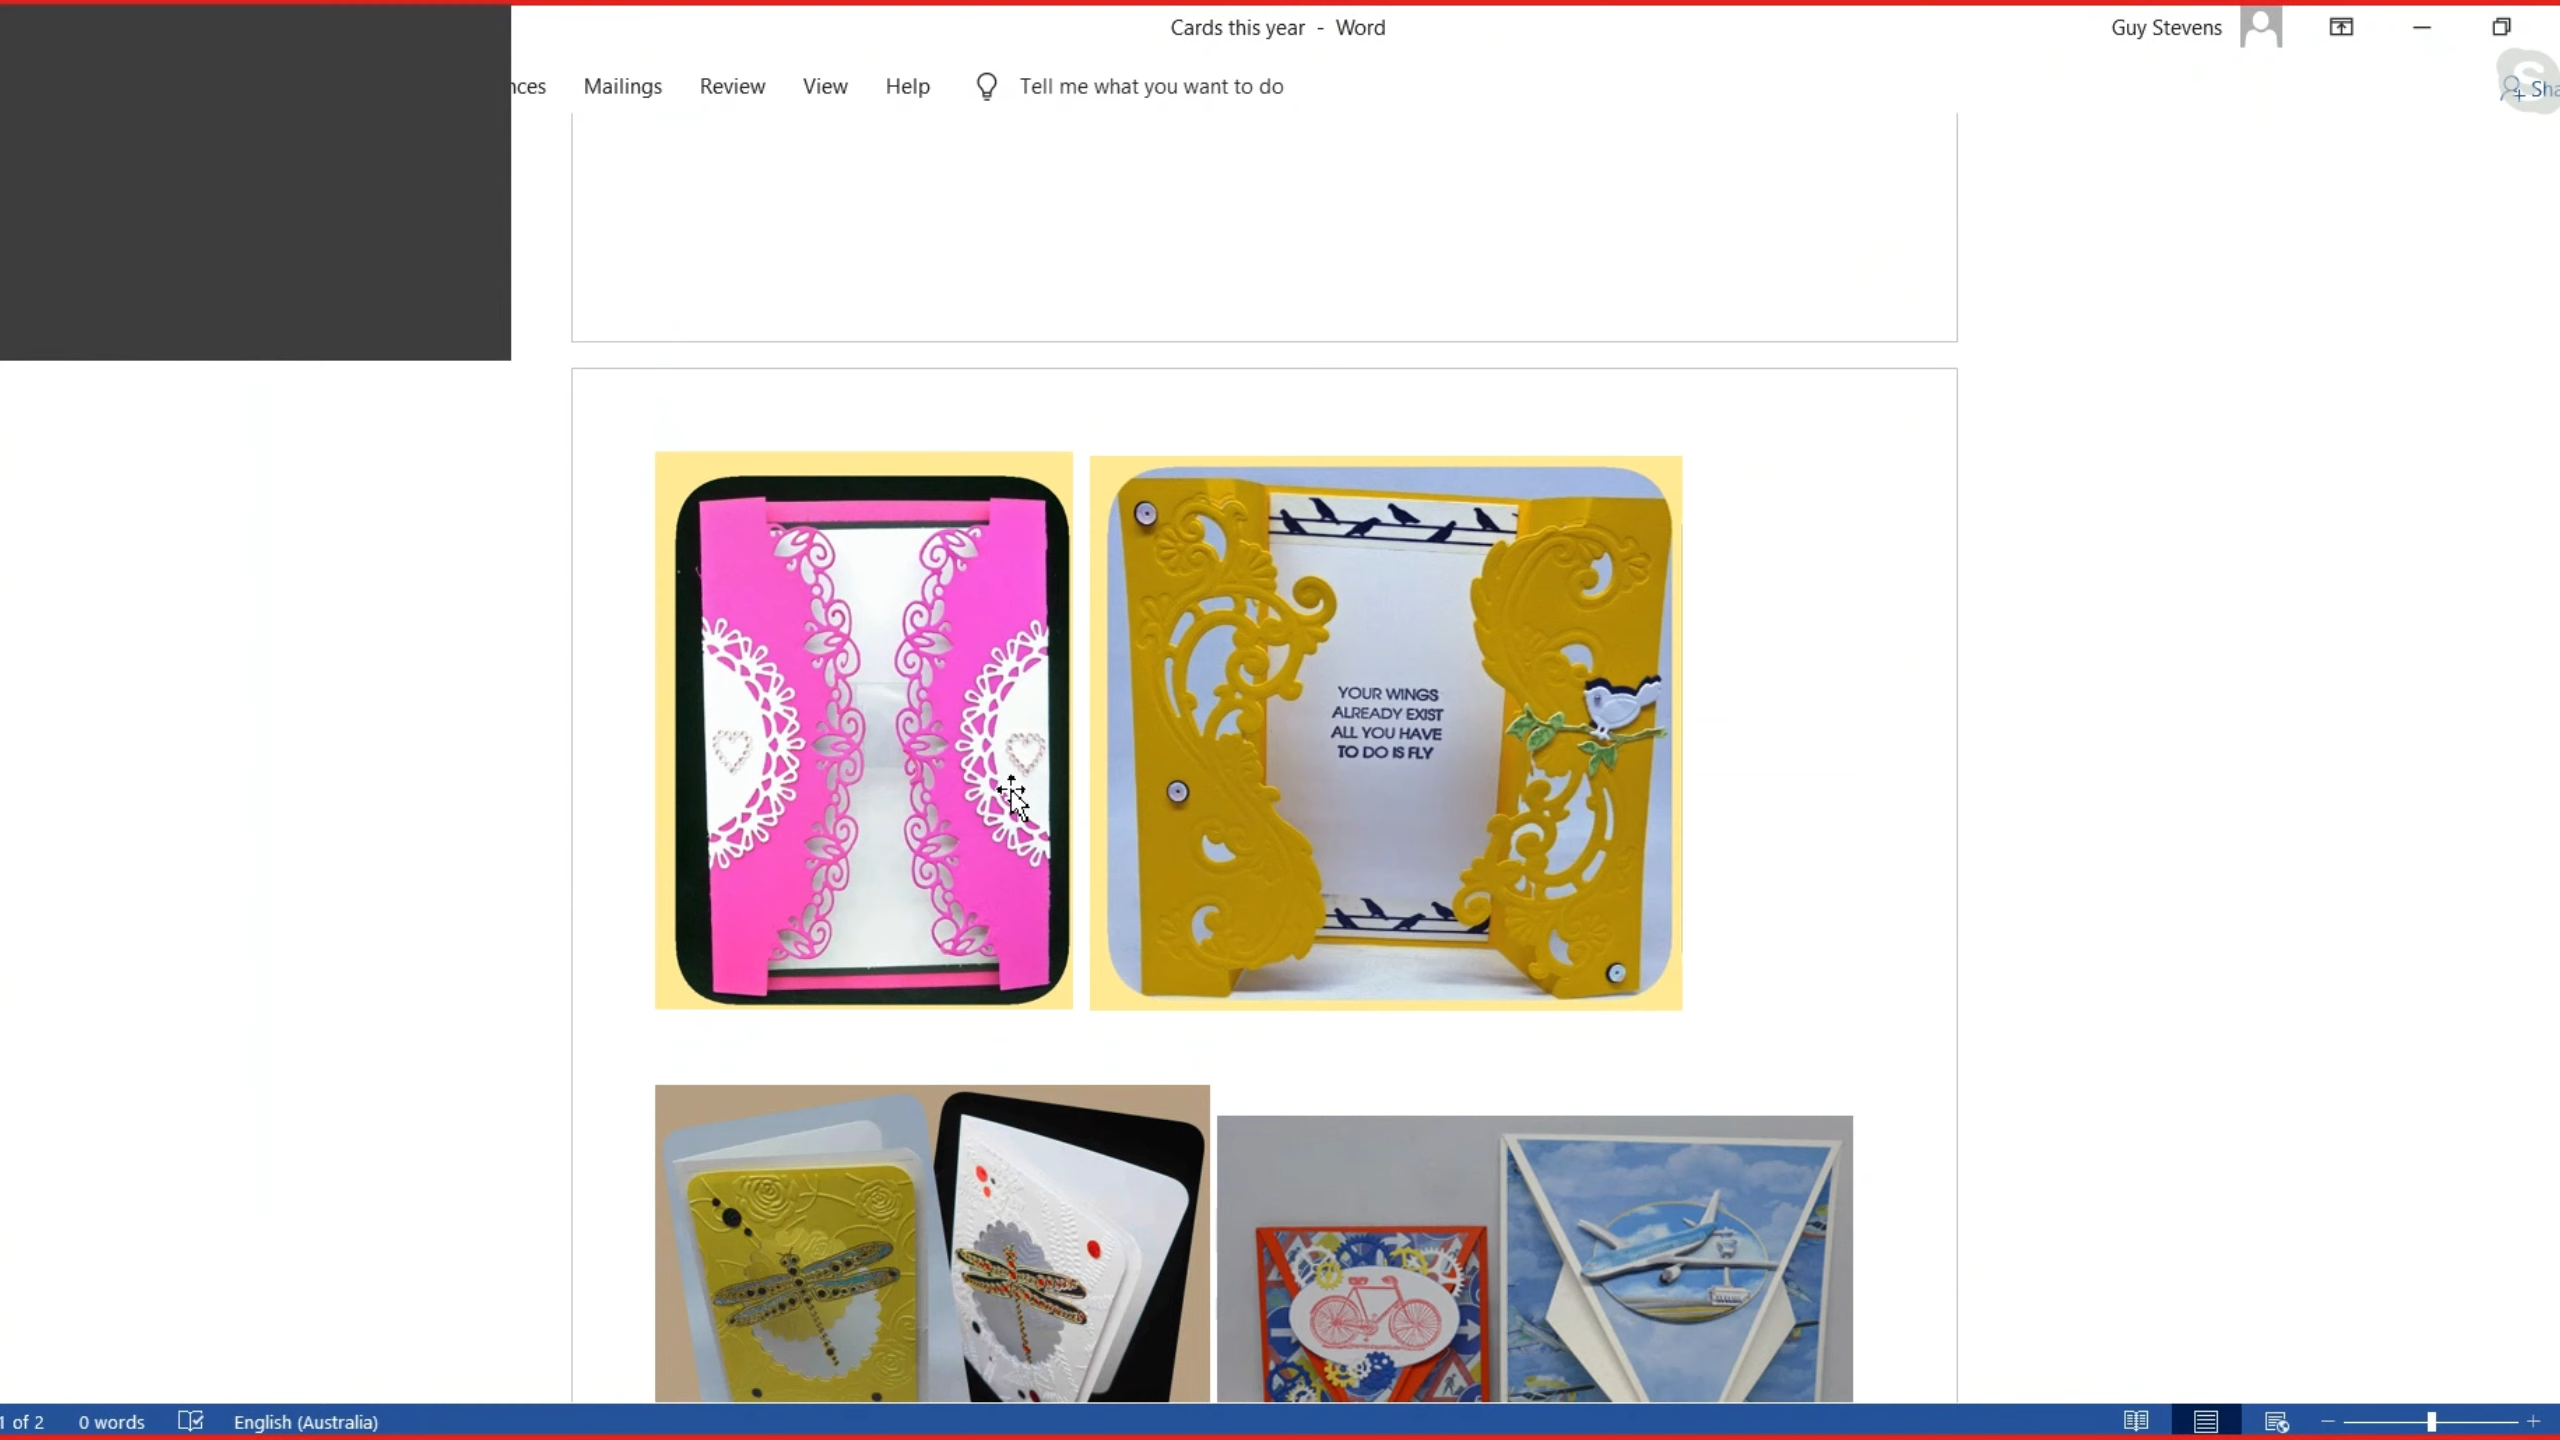 Cards this year - Word
Guy Stevens
Mailings Review View Help Tell me what you want to do
YOUR WINGS
ALREADY EXIST
ALL YOU HAVE
TO DO IS FLY
1 of 2 0 words English (Australia)